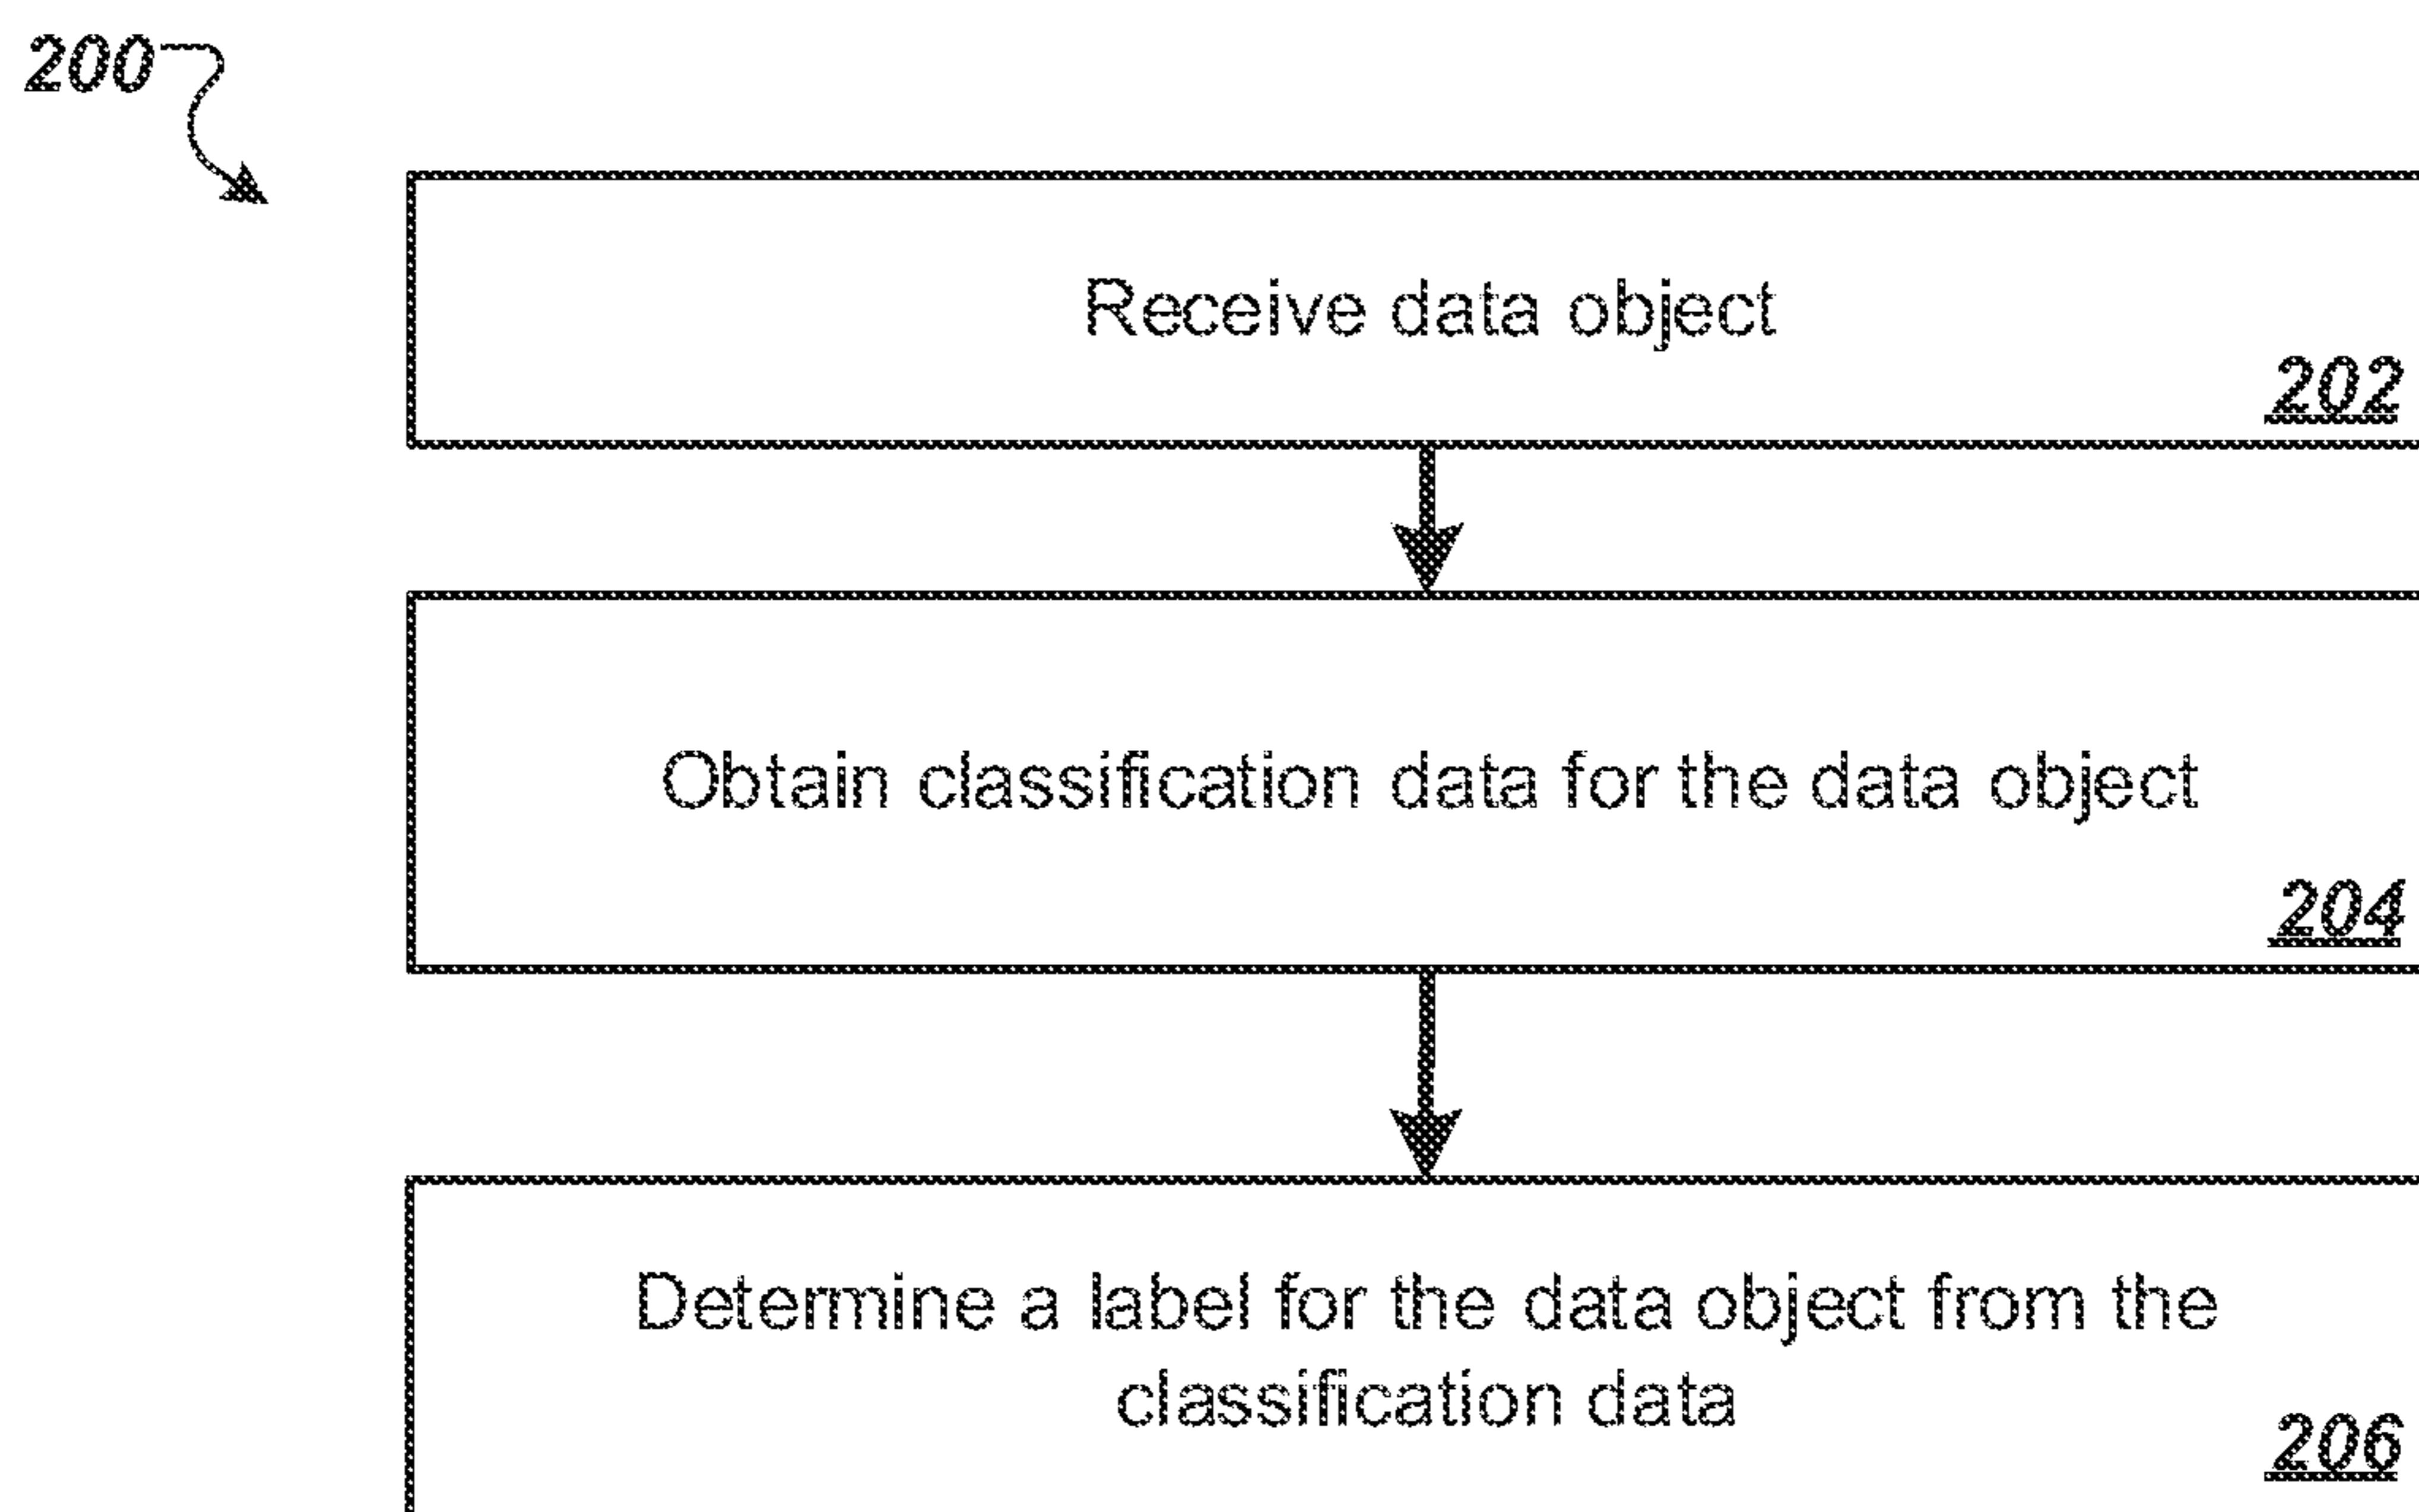 200
Receive data object
202
Obtain classification data for the data object
204
Determine a label for the data object from the
classification data
206